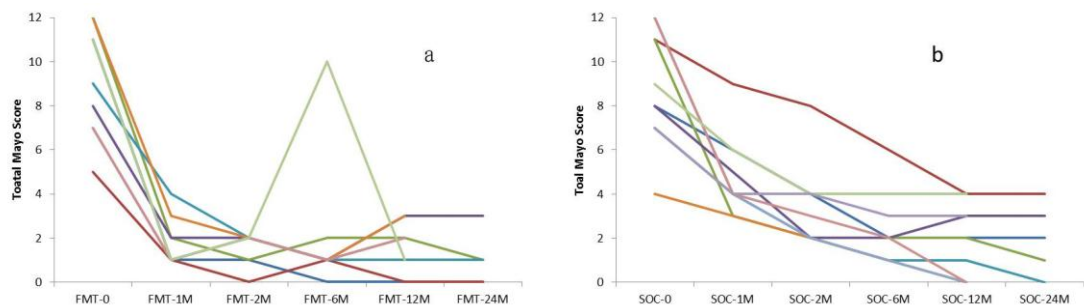 a
Toatal Mayo Score
12
10
8
6
4
2
0
FMT-0 FMT-1M FMT-2M FMT-6M FMT-12M FMT-24M
b
Toal Mayo Score
12
10
8
6
4
2
0
SOC-0 SOC-1M SOC-2M SOC-6M SOC-12M SOC-24M